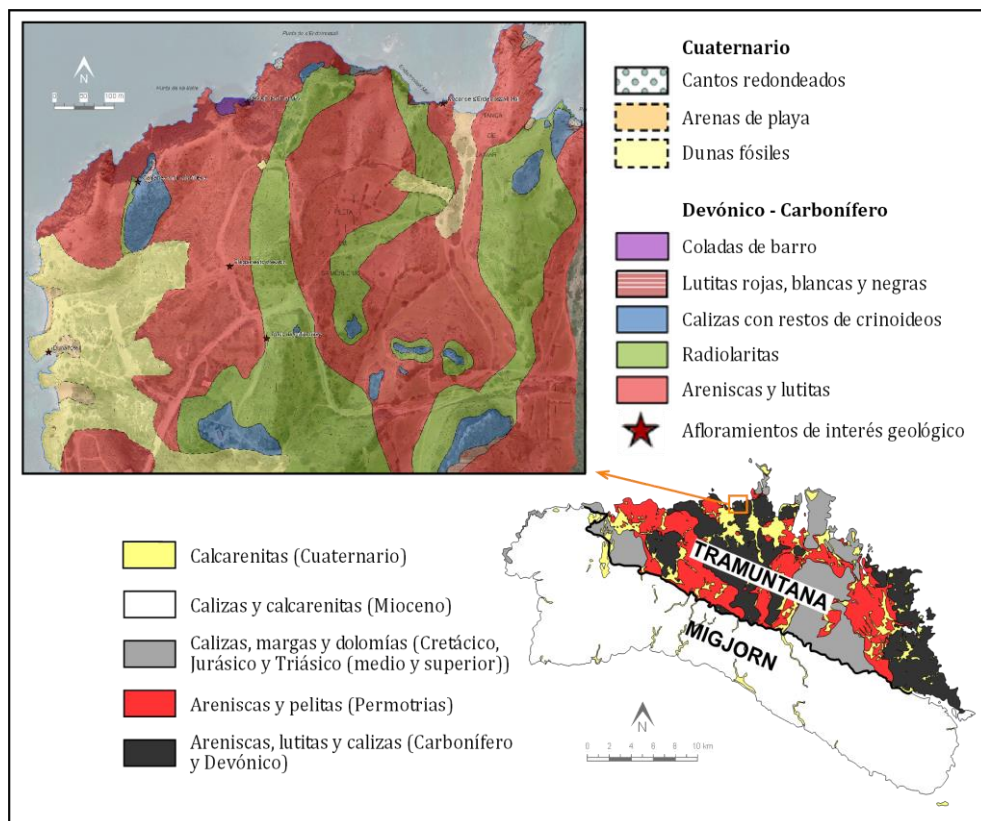 Punta de s'Enderrossall
N
Cuaternario
Cantos redondeados
Arenas de playa
Dunas fósiles
Devónico - Carbonífero
Coladas de barro
Lutitas rojas, blancas y negras
Calizas con restos de crinoideos
Radiolaritas
Areniscas y lutitas
Afloramientos de interés geológico
Calcarenitas (Cuaternario)
Calizas y calcarenitas (Mioceno)
Calizas, margas y dolomías (Cretácico,
Jurásico y Triásico (medio y superior))
Areniscas y pelitas (Permotrias)
Areniscas, lutitas y calizas (Carbonífero
y Devónico)
TRAMUNTANA
MIGJORN
N
0 2 4 6 8 10 km